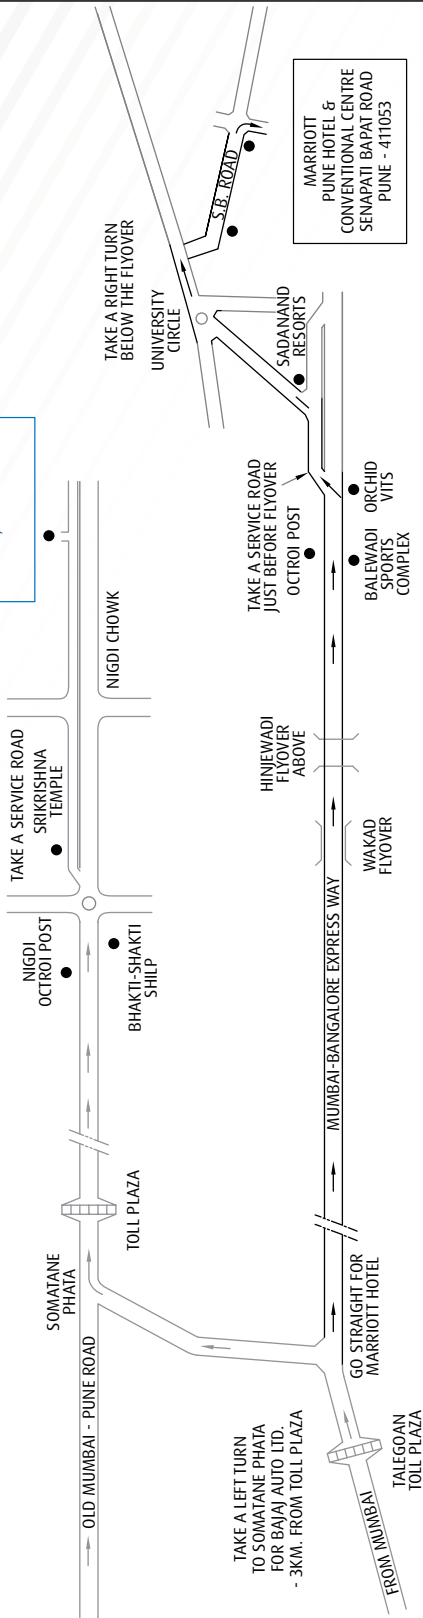 MARRIOTT
PUNE HOTEL &
CONVENTIONAL CENTRE
SENAPATI BAPAT ROAD
PUNE - 411053
S.B. ROAD
TAKE A RIGHT TURN
BELOW THE FLYOVER
UNIVERSITY
CIRCLE
SADANAND
RESORTS
TAKE A SERVICE ROAD
JUST BEFORE FLYOVER
OCTROI POST
ORCHID
VITS
BALEWADI
SPORTS
COMPLEX
HINJEWADI
FLYOVER
ABOVE
WAKAD
FLYOVER
MUMBAI-BANGALORE EXPRESS WAY
NIGDI CHOWK
TAKE A SERVICE ROAD
SRIKRISHNA
TEMPLE
NIGDI
OCTROI POST
BHAKTI-SHAKTI
SHILP
TOLL PLAZA
SOMATANE
PHATA
OLD MUMBAI - PUNE ROAD
GO STRAIGHT FOR
MARRIOTT HOTEL
TAKE A LEFT TURN
TO SOMATANE PHATA
FOR BAJAJ AUTO LTD.
- 3KM. FROM TOLL PLAZA
TALEGOAN
TOLL PLAZA
FROM MUMBAI